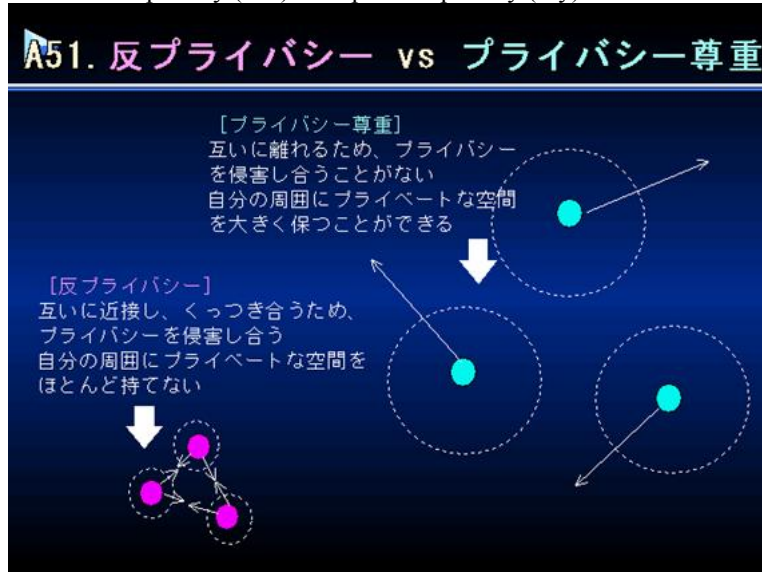 A51. 反プライバシー vs プライバシー尊重
[プライバシー尊重]
互いに離れるため、プライバシー
を侵害し合うことがない
自分の周囲にプライベートな空間
を大きく保つことができる
[反プライバシー]
互いに近接し、くっつき合うため、
プライバシーを侵害し合う
自分の周囲にプライベートな空間を
ほとんど持てない